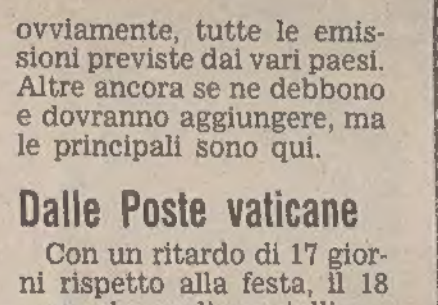 ovviamente, tutte le emis-
sioni previste dai vari paesi.
Altre ancora se ne debbono
e dovranno aggiungere, ma
le principali sono qui.
Dalle Poste vaticane
Con un ritardo di 17 gior-
ni rispetto alla festa, il 18